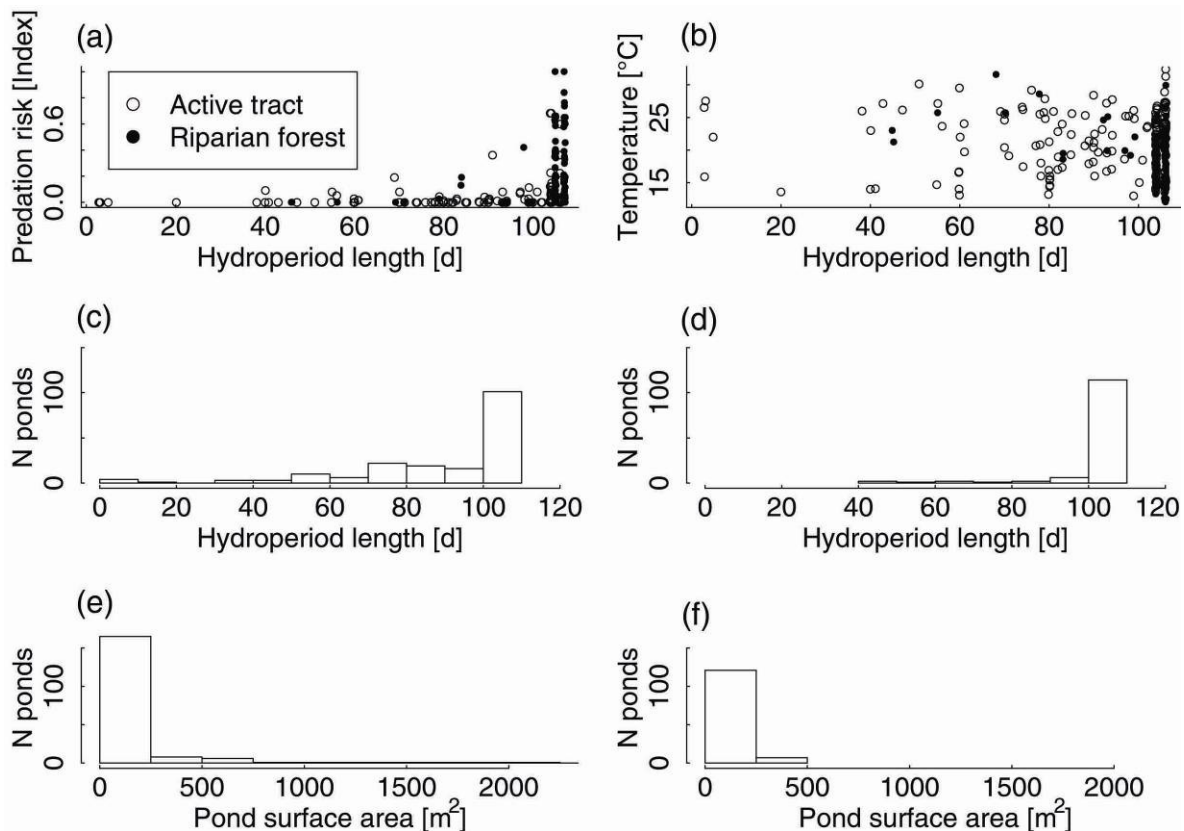 (a)
Predation risk [Index]
0.0
0.6
Active tract
Riparian forest
0 20 40 60 80 100
Hydroperiod length [d]
(b)
Temperature [°C]
15
25
0 20 40 60 80 100
Hydroperiod length [d]
(c)
N ponds
0
100
0 20 40 60 80 100 120
Hydroperiod length [d]
(d)
N ponds
0
100
0 20 40 60 80 100 120
Hydroperiod length [d]
(e)
N ponds
0
100
0 500 1000 1500 2000
Pond surface area [m²]
(f)
N ponds
0
100
0 500 1000 1500 2000
Pond surface area [m²]